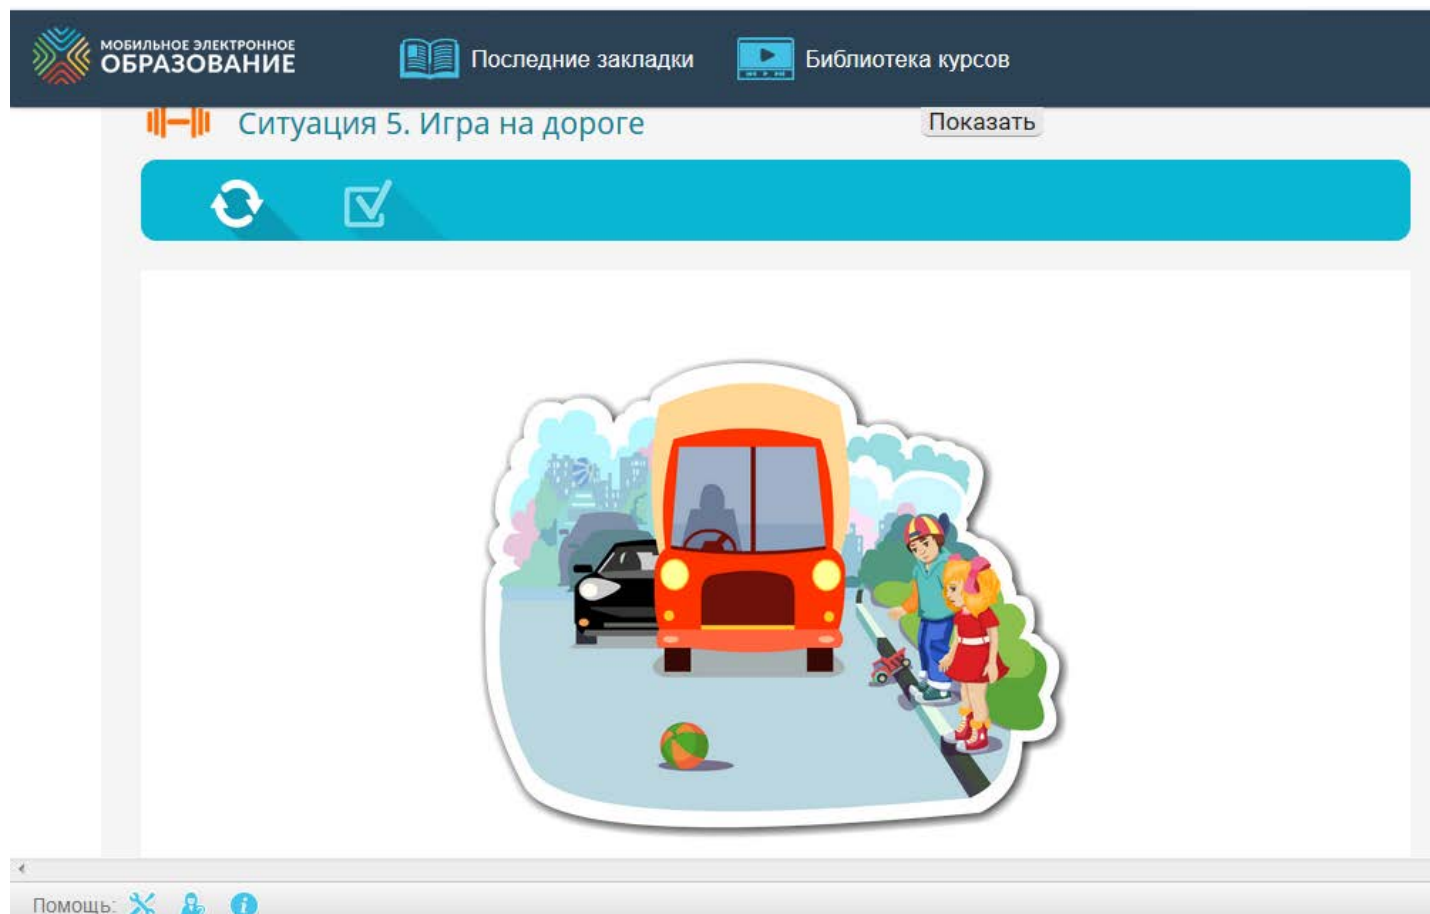 МОБИЛЬНОЕ ЭЛЕКТРОННОЕ
ОБРАЗОВАНИЕ
Последние закладки
Библиотека курсов
Ситуация 5. Игра на дороге
Показать
Помощь: